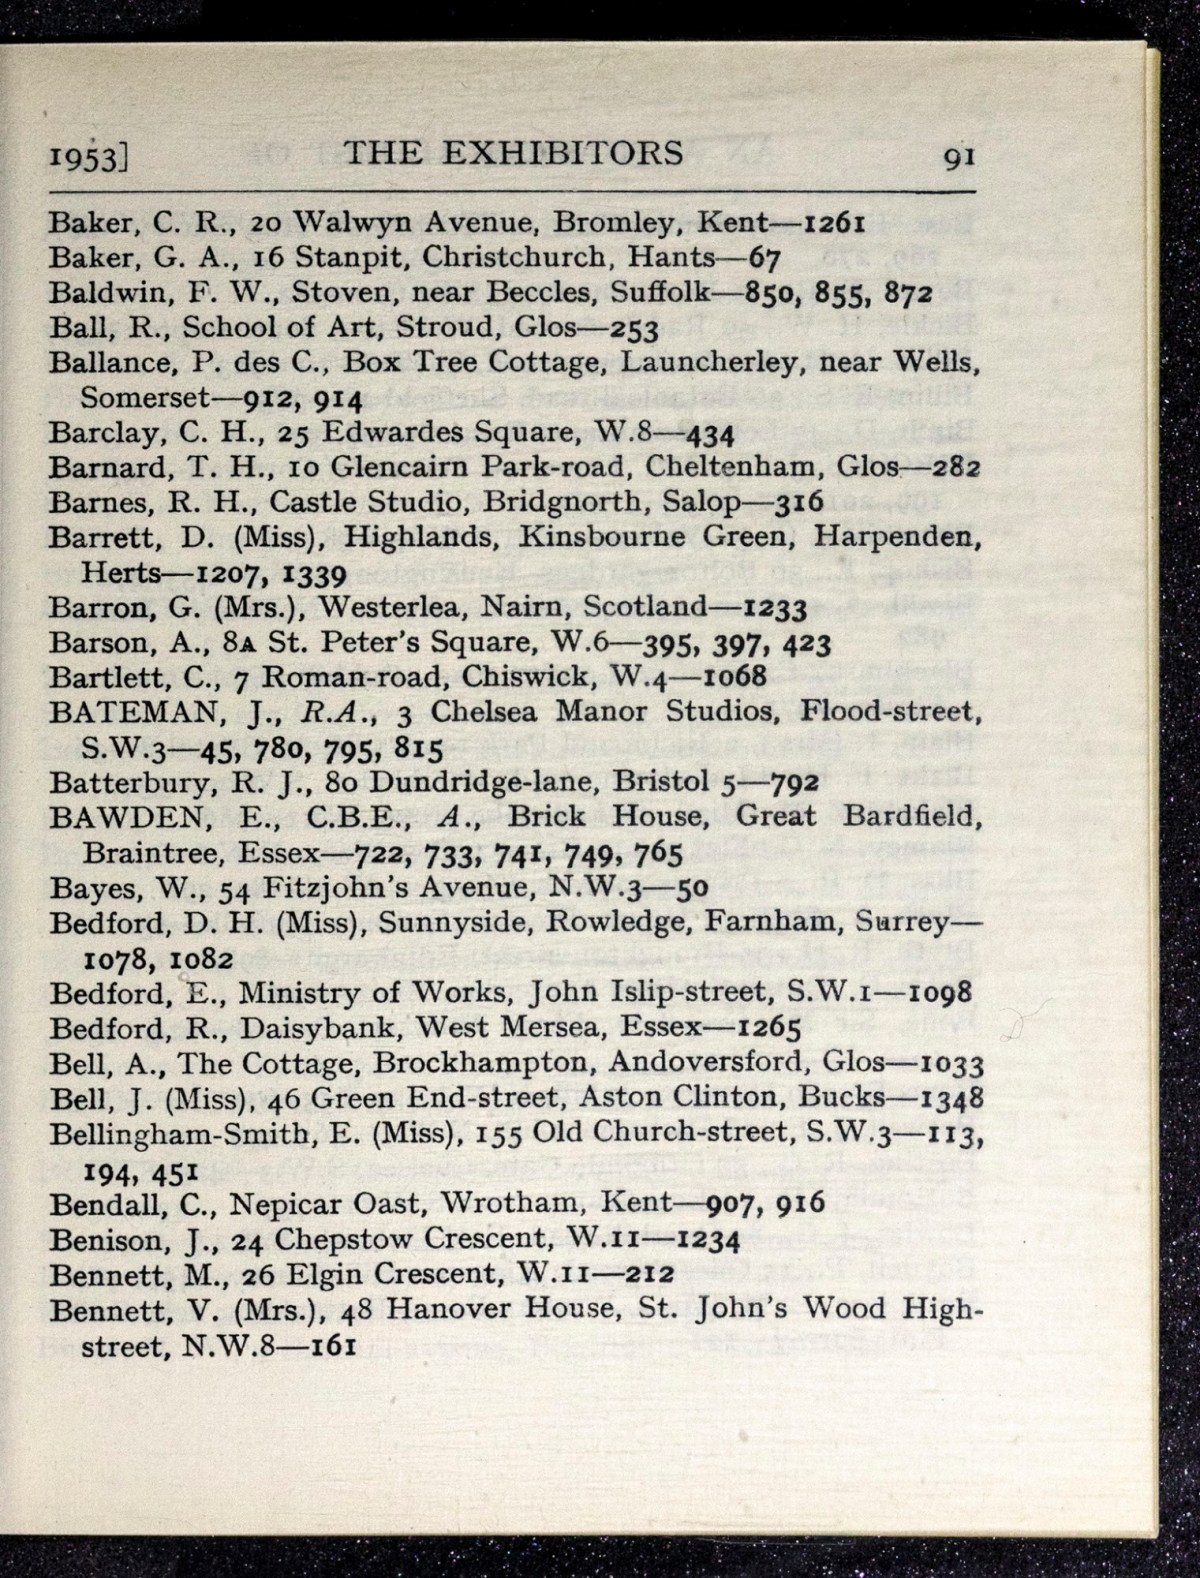 1953]	THE EXHIBITORS	91
Baker, C. R., 20 Walwyn Avenue, Bromley, Kent—1261
Baker, G. A., 16 Stanpit, Christchurch, Hants—67
Baldwin, F. W., Stoven, near Beccles, Suffolk—850, 855, 872
Ball, R., School of Art, Stroud, Glos—253
Ballance, P. des C., Box Tree Cottage, Launcherley, near Wells,
Somerset—912, 914
Barclay, C. H., 25 Edwardes Square, W.8—434
Barnard, T. H., 10 Glencairn Park-road, Cheltenham, Glos—282
Barnes, R. H., Castle Studio, Bridgnorth, Salop—316
Barrett, D. (Miss), Highlands, Kinsbourne Green, Harpenden,
Herts—1207, 1339
Barron, G. (Mrs.), Westerlea, Nairn, Scotland—1233
Barson, A., 8A St. Peter's Square, W.6—395, 397, 423
Bartlett, C., 7 Roman-road, Chiswick, W.4—1068
BATEMAN, J., R.A., 3 Chelsea Manor Studios, Flood-street,
S.W.3—45, 780, 795, 815
Batterbury, R. J., 80 Dundridge-lane, Bristol 5—792
BAWDEN, E., C.B.E., A., Brick House, Great Bardfield,
Braintree, Essex—722, 733, 741, 749, 765
Bayes, W., 54 Fitzjohn's Avenue, N.W.3—50
Bedford, D. H. (Miss), Sunnyside, Rowledge, Farnham, Surrey—
1078, 1082
Bedford, E., Ministry of Works, John Islip-street, S.W.1—1098
Bedford, R., Daisybank, West Mersea, Essex—1265
Bell, A., The Cottage, Brockhampton, Andoversford, Glos—1033
Bell, J. (Miss), 46 Green End-street, Aston Clinton, Bucks—1348
Bellingham-Smith, E. (Miss), 155 Old Church-street, S.W.3—113,
194, 451
Bendall, C., Nepicar Oast, Wrotham, Kent—907, 916
Benison, J., 24 Chepstow Crescent, W.11—1234
Bennett, M., 26 Elgin Crescent, W.11—212
Bennett, V. (Mrs.), 48 Hanover House, St. John's Wood High-
street, N.W.8—161